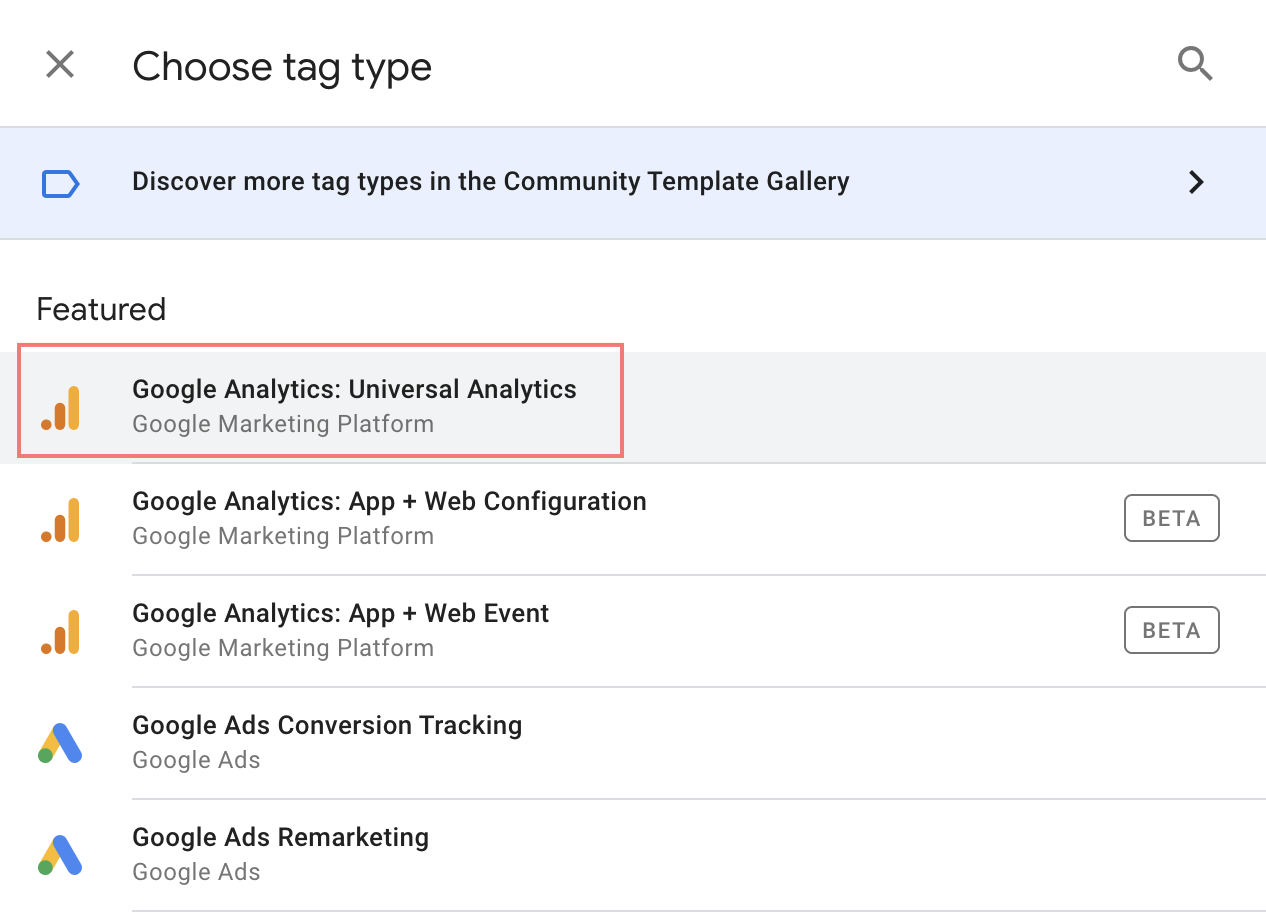 Choose tag type
Discover more tag types in the Community Template Gallery
Featured
Google Analytics: Universal Analytics
Google Marketing Platform
Google Analytics: App + Web Configuration
Google Marketing Platform
BETA
Google Analytics: App + Web Event
Google Marketing Platform
BETA
Google Ads Conversion Tracking
Google Ads
Google Ads Remarketing
Google Ads